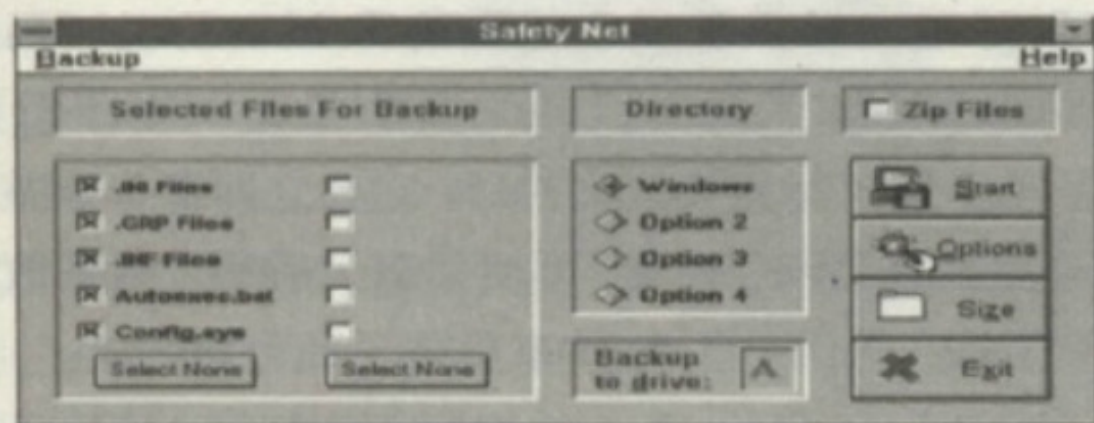 Safety Net
Backup Help
Selected Files For Backup
Directory
Zip Files
Files
.GRP Files
Files
Autoexec.bat
Config.sys
Select None
Select None
Windows
Option 2
Option 3
Option 4
Backup
to drive: A
Start
Options
Size
Exit